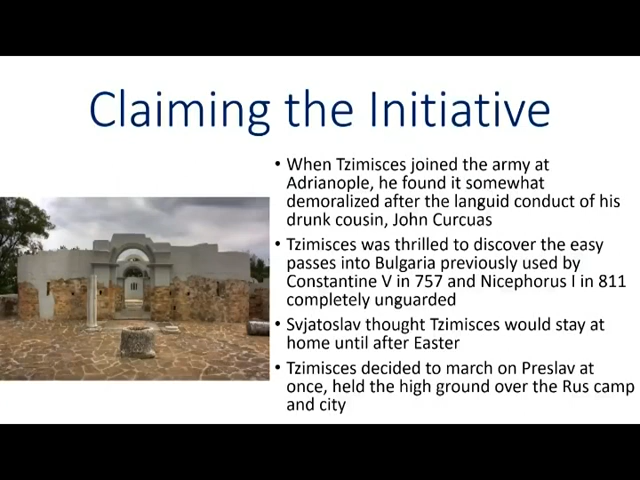 Claiming the Initiative
• When Tzimisces joined the army at
Adrianople, he found it somewhat
demoralized after the languid conduct of his
drunk cousin, John Curcuas
• Tzimisces was thrilled to discover the easy
passes into Bulgaria previously used by
Constantine V in 757 and Nicephorus I in 811
completely unguarded
• Svjatoslav thought Tzimisces would stay at
home until after Easter
• Tzimisces decided to march on Preslav at
once, held the high ground over the Rus camp
and city